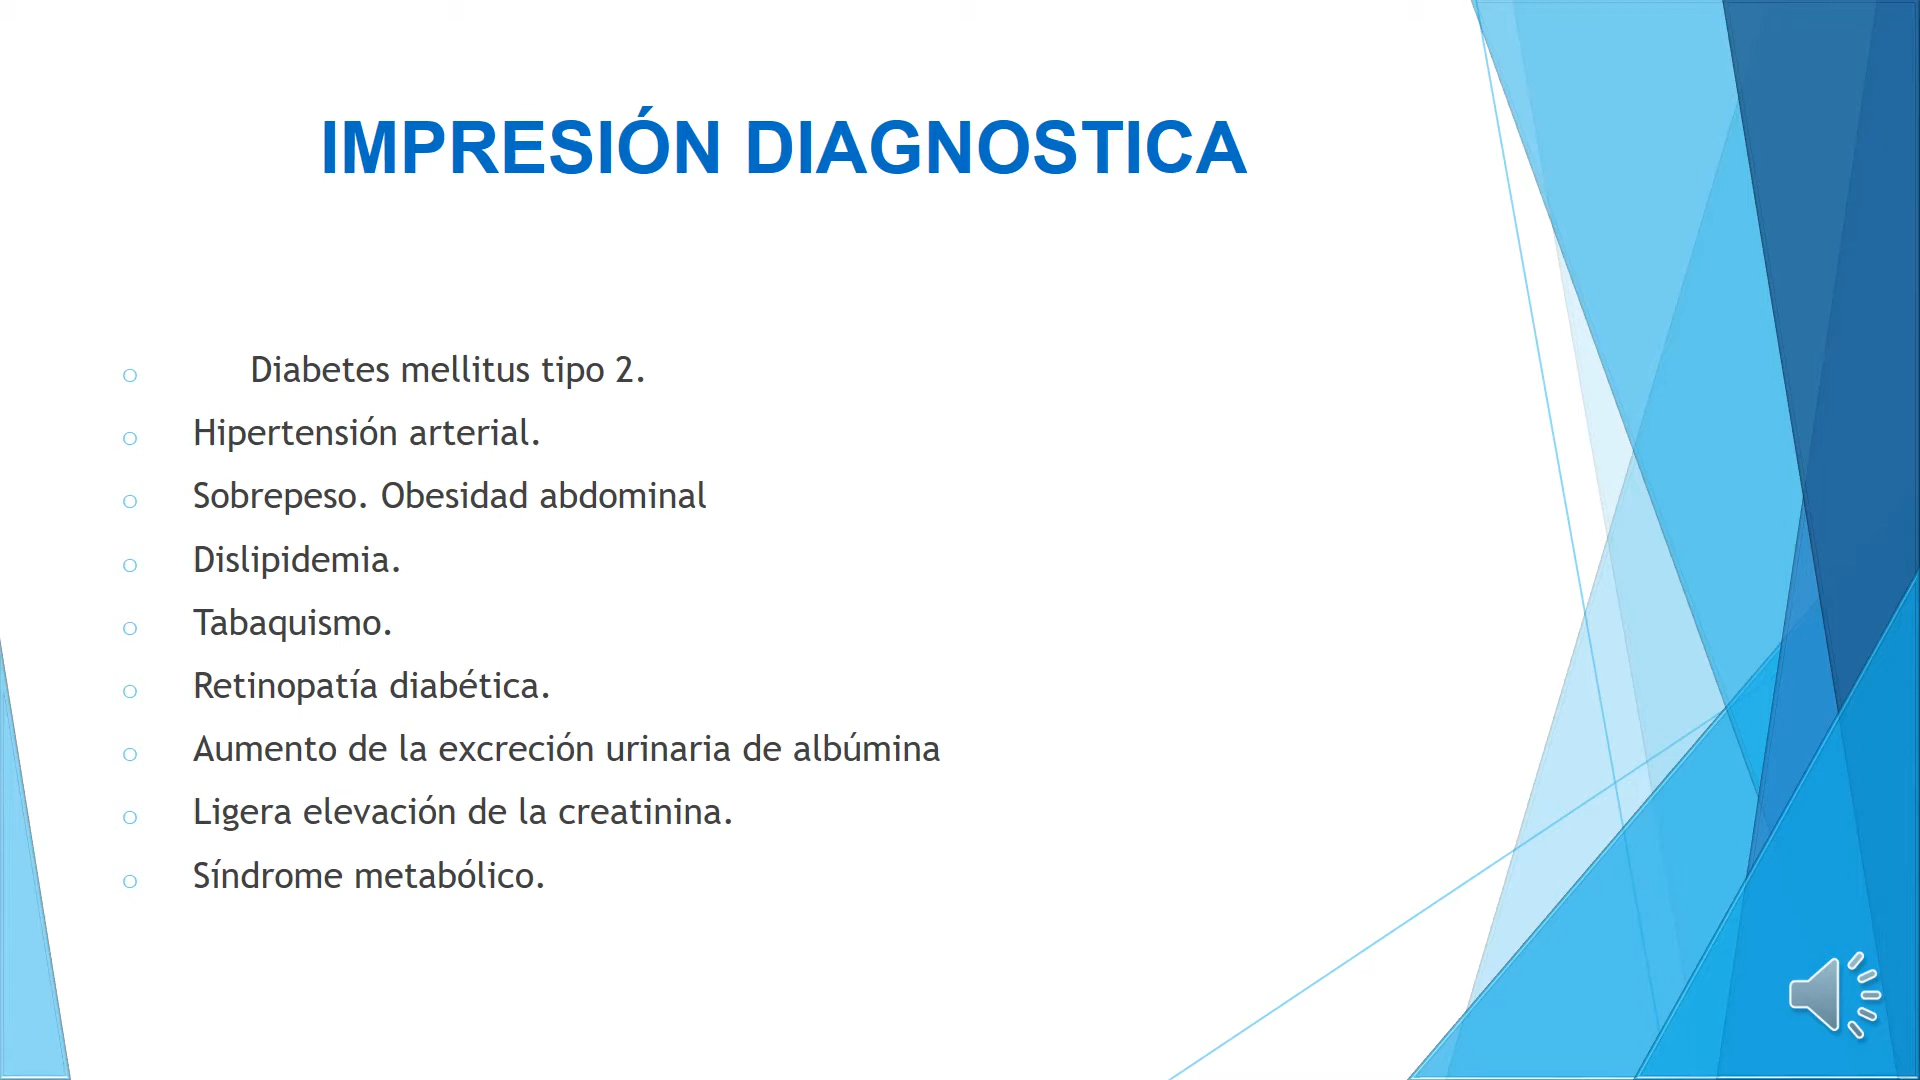 IMPRESIÓN DIAGNOSTICA
Diabetes mellitus tipo 2.
Hipertensión arterial.
Sobrepeso. Obesidad abdominal
Dislipidemia.
Tabaquismo.
Retinopatía diabética.
Aumento de la excreción urinaria de albúmina
Ligera elevación de la creatinina.
Síndrome metabólico.